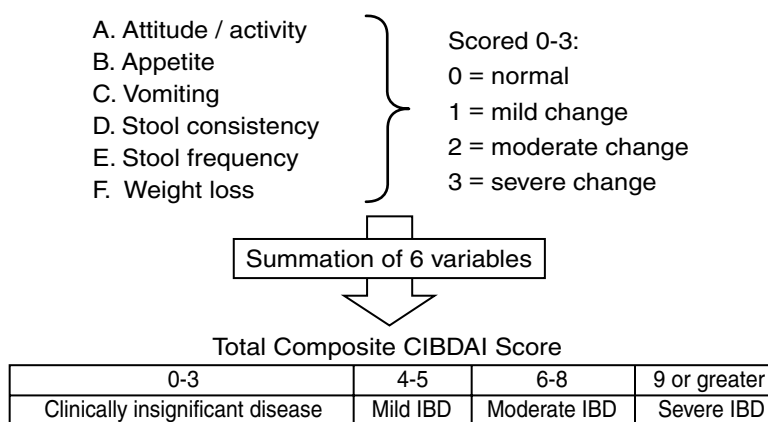 A. Attitude / activity
B. Appetite
C. Vomiting
D. Stool consistency
E. Stool frequency
F. Weight loss
Scored 0-3:
0 = normal
1 = mild change
2 = moderate change
3 = severe change
Summation of 6 variables
Total Composite CIBDAI Score
0-3 4-5 6-8 9 or greater
Clinically insignificant disease Mild IBD Moderate IBD Severe IBD